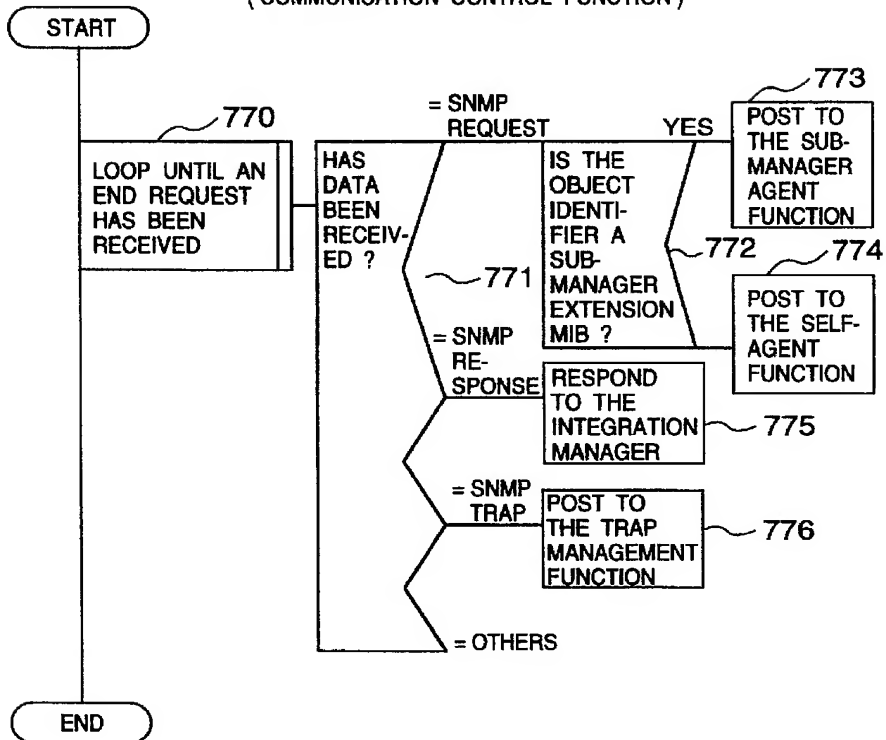 ( COMMUNICATION CONTROL FUNCTION )
START
770
LOOP UNTIL AN
END REQUEST
HAS BEEN
RECEIVED
HAS
DATA
BEEN
RECEIV-
ED ?
771
= SNMP
REQUEST
IS THE
OBJECT
IDENTI-
FIER A
SUB-
MANAGER
EXTENSION
MIB ?
YES
772
773
POST TO
THE SUB-
MANAGER
AGENT
FUNCTION
774
POST TO
THE SELF-
AGENT
FUNCTION
= SNMP
RE-
SPONSE
RESPOND
TO THE
INTEGRATION
MANAGER
775
= SNMP
TRAP
POST TO
THE TRAP
MANAGEMENT
FUNCTION
776
= OTHERS
END